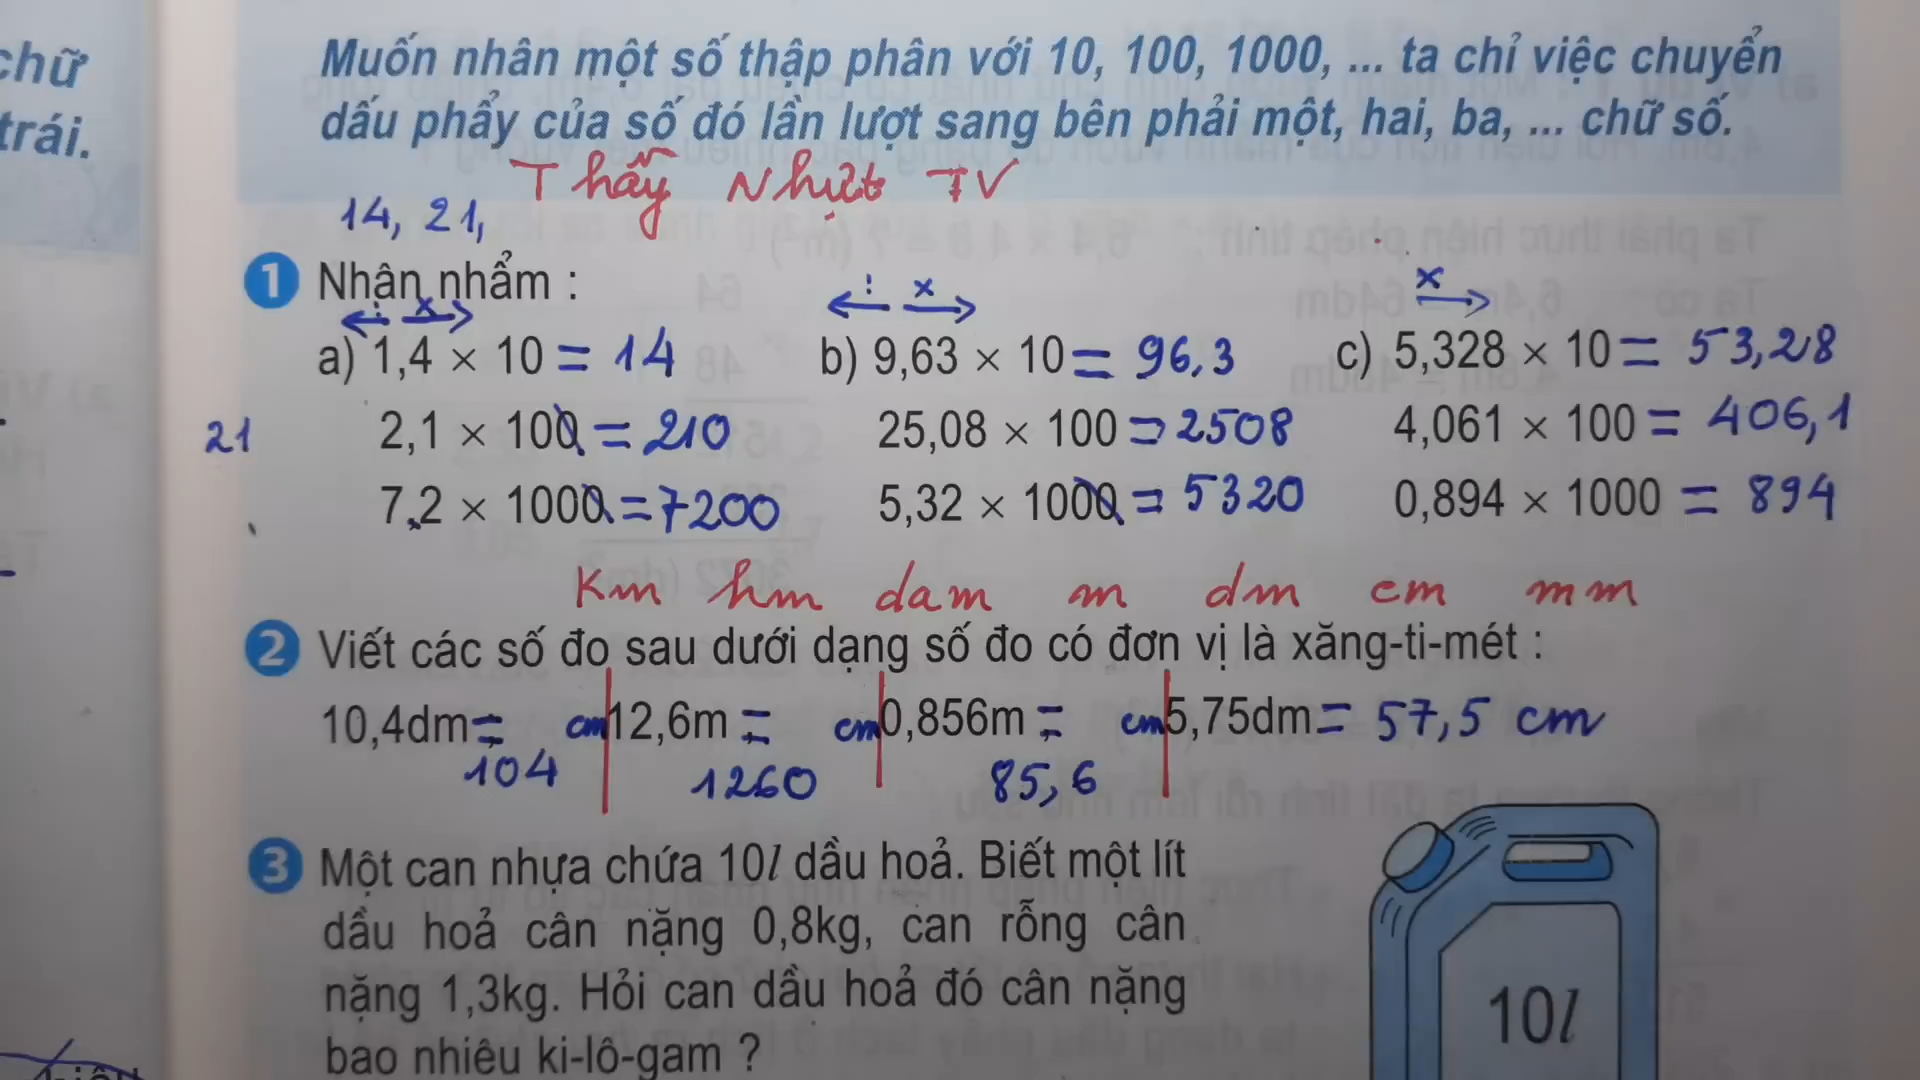 chữ
trái.
Muốn nhân một số thập phân với 10, 100, 1000, ... ta chỉ việc chuyển
dấu phẩy của số đó lần lượt sang bên phải một, hai, ba, ... chữ số.
Thầy Nhựt TV
14, 21,
1 Nhận nhẩm :
: x : x x
a) 1,4 × 10 = 14 b) 9,63 × 10 = 96,3 c) 5,328 × 10 = 53,28
21 2,1 × 100 = 210 25,08 × 100 = 2508 4,061 × 100 = 406,1
7,2 × 1000 = 7200 5,32 × 1000 = 5320 0,894 × 1000 = 894
Km hm dam m dm cm mm
2 Viết các số đo sau dưới dạng số đo có đơn vị là xăng-ti-mét :
10,4dm = cm 12,6m = cm 0,856m = cm 5,75dm = 57,5 cm
104 1260 85,6
3 Một can nhựa chứa 10l dầu hoả. Biết một lít
dầu hoả cân nặng 0,8kg, can rỗng cân
nặng 1,3kg. Hỏi can dầu hoả đó cân nặng
bao nhiêu ki-lô-gam ?
10l